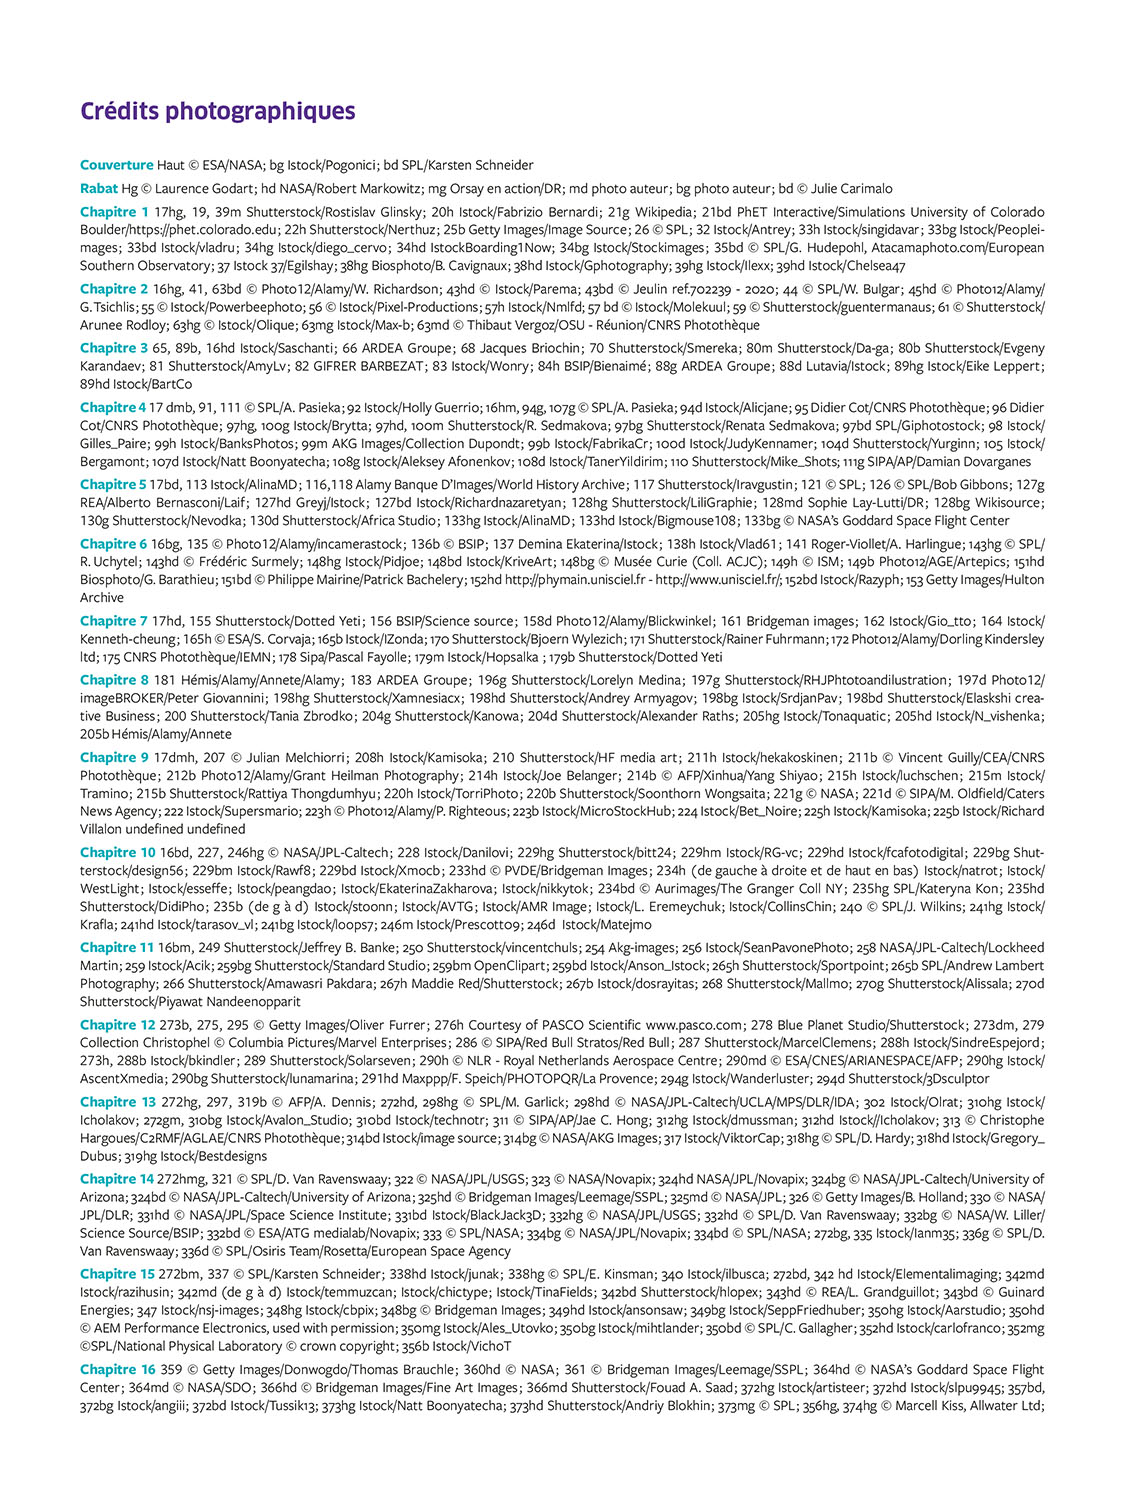 Crédits photographiques
Couverture Haut © ESA/NASA; bg Istock/Pogonici; bd SPL/Karsten Schneider
Rabat Hg © Laurence Godart; hd NASA/Robert Markowitz; mg Orsay en action/DR; md photo auteur; bg photo auteur; bd © Julie Carimalo
Chapitre 1 17hg, 19, 39m Shutterstock/Rostislav Glinsky; 20h Istock/Fabrizio Bernardi; 21g Wikipedia; 21bd PhET Interactive/Simulations University of Colorado
Boulder/https://phet.colorado.edu; 22h Shutterstock/Nerthuz; 25b Getty Images/Image Source; 26 © SPL; 32 Istock/Antrey; 33h Istock/singidavar; 33bg Istock/Peoplei-
mages; 33bd Istock/vladru; 34hg Istock/diego_cervo; 34hd IstockBoarding1Now; 34bg Istock/Stockimages; 35bd © SPL/G. Hudepohl, Atacamaphoto.com/European
Southern Observatory; 37 Istock 37/Egilshay; 38hg Biosphoto/B. Cavignaux; 38hd Istock/Gphotography; 39hg Istock/Ilexx; 39hd Istock/Chelsea47
Chapitre 2 16hg, 41, 63bd © Photo12/Alamy/W. Richardson; 43hd © Istock/Parema; 43bd © Jeulin ref.702239 - 2020; 44 © SPL/W. Bulgar; 45hd © Photo12/Alamy/
G. Tsichlis; 55 © Istock/Powerbeephoto; 56 © Istock/Pixel-Productions; 57h Istock/Nmlfd; 57 bd © Istock/Molekuul; 59 © Shutterstock/guentermanaus; 61 © Shutterstock/
Arunee Rodloy; 63hg © Istock/Olique; 63mg Istock/Max-b; 63md © Thibaut Vergoz/OSU - Réunion/CNRS Photothèque
Chapitre 3 65, 89b, 16hd Istock/Saschanti; 66 ARDEA Groupe; 68 Jacques Briochin; 70 Shutterstock/Smereka; 80m Shutterstock/Da-ga; 80b Shutterstock/Evgeny
Karandaev; 81 Shutterstock/AmyLv; 82 GIFRER BARBEZAT; 83 Istock/Wonry; 84h BSIP/Bienaimé; 88g ARDEA Groupe; 88d Lutavia/Istock; 89hg Istock/Eike Leppert;
89hd Istock/BartCo
Chapitre 4 17 dmb, 91, 111 © SPL/A. Pasieka; 92 Istock/Holly Guerrio; 16hm, 94g, 107g © SPL/A. Pasieka; 94d Istock/Alicjane; 95 Didier Cot/CNRS Photothèque; 96 Didier
Cot/CNRS Photothèque; 97hg, 100g Istock/Brytta; 97hd, 100m Shutterstock/R. Sedmakova; 97bg Shutterstock/Renata Sedmakova; 97bd SPL/Giphotostock; 98 Istock/
Gilles_Paire; 99h Istock/BanksPhotos; 99m AKG Images/Collection Dupondt; 99b Istock/FabrikaCr; 100d Istock/JudyKennamer; 104d Shutterstock/Yurginn; 105 Istock/
Bergamont; 107d Istock/Natt Boonyatecha; 108g Istock/Aleksey Afonenkov; 108d Istock/TanerYildirim; 110 Shutterstock/Mike_Shots; 111g SIPA/AP/Damian Dovarganes
Chapitre 5 17bd, 113 Istock/AlinaMD; 116,118 Alamy Banque D'Images/World History Archive; 117 Shutterstock/Iravgustin; 121 © SPL; 126 © SPL/Bob Gibbons; 127g
REA/Alberto Bernasconi/Laif; 127hd Greyj/Istock; 127bd Istock/Richardnazaretyan; 128hg Shutterstock/LiliGraphie; 128md Sophie Lay-Lutti/DR; 128bg Wikisource;
130g Shutterstock/Nevodka; 130d Shutterstock/Africa Studio; 133hg Istock/AlinaMD; 133hd Istock/Bigmouse108; 133bg © NASA's Goddard Space Flight Center
Chapitre 6 16bg, 135 © Photo12/Alamy/incamerastock; 136b © BSIP; 137 Demina Ekaterina/Istock; 138h Istock/Vlad61; 141 Roger-Viollet/A. Harlingue; 143hg © SPL/
R. Uchytel; 143hd © Frédéric Surmely; 148hg Istock/Pidjoe; 148bd Istock/KriveArt; 148bg © Musée Curie (Coll. ACJC); 149h © ISM; 149b Photo12/AGE/Artepics; 151hd
Biosphoto/G. Barathieu; 151bd © Philippe Mairine/Patrick Bachelery; 152hd http://phymain.unisciel.fr - http://www.unisciel.fr/; 152bd Istock/Razyph; 153 Getty Images/Hulton
Archive
Chapitre 7 17hd, 155 Shutterstock/Dotted Yeti; 156 BSIP/Science source; 158d Photo12/Alamy/Blickwinkel; 161 Bridgeman images; 162 Istock/Gio_tto; 164 Istock/
Kenneth-cheung; 165h © ESA/S. Corvaja; 165b Istock/IZonda; 170 Shutterstock/Bjoern Wylezich; 171 Shutterstock/Rainer Fuhrmann; 172 Photo12/Alamy/Dorling Kindersley
ltd; 175 CNRS Photothèque/IEMN; 178 Sipa/Pascal Fayolle; 179m Istock/Hopsalka ; 179b Shutterstock/Dotted Yeti
Chapitre 8 181 Hémis/Alamy/Annete/Alamy; 183 ARDEA Groupe; 196g Shutterstock/Lorelyn Medina; 197g Shutterstock/RHJPhtotoandilustration; 197d Photo12/
imageBROKER/Peter Giovannini; 198hg Shutterstock/Xamnesiacx; 198hd Shutterstock/Andrey Armyagov; 198bg Istock/SrdjanPav; 198bd Shutterstock/Elaskshi crea-
tive Business; 200 Shutterstock/Tania Zbrodko; 204g Shutterstock/Kanowa; 204d Shutterstock/Alexander Raths; 205hg Istock/Tonaquatic; 205hd Istock/N_vishenka;
205b Hémis/Alamy/Annete
Chapitre 9 17dmh, 207 © Julian Melchiorri; 208h Istock/Kamisoka; 210 Shutterstock/HF media art; 211h Istock/hekakoskinen; 211b © Vincent Guilly/CEA/CNRS
Photothèque; 212b Photo12/Alamy/Grant Heilman Photography; 214h Istock/Joe Belanger; 214b © AFP/Xinhua/Yang Shiyao; 215h Istock/luchschen; 215m Istock/
Tramino; 215b Shutterstock/Rattiya Thongdumhyu; 220h Istock/TorriPhoto; 220b Shutterstock/Soonthorn Wongsaita; 221g © NASA; 221d © SIPA/M. Oldfield/Caters
News Agency; 222 Istock/Supersmario; 223h © Photo12/Alamy/P. Righteous; 223b Istock/MicroStockHub; 224 Istock/Bet_Noire; 225h Istock/Kamisoka; 225b Istock/Richard
Villalon undefined undefined
Chapitre 10 16bd, 227, 246hg © NASA/JPL-Caltech; 228 Istock/Danilovi; 229hg Shutterstock/bitt24; 229hm Istock/RG-vc; 229hd Istock/fcafotodigital; 229bg Shut-
terstock/design56; 229bm Istock/Rawf8; 229bd Istock/Xmocb; 233hd © PVDE/Bridgeman Images; 234h (de gauche à droite et de haut en bas) Istock/natrot; Istock/
WestLight; Istock/esseffe; Istock/peangdao; Istock/EkaterinaZakharova; Istock/nikkytok; 234bd © Aurimages/The Granger Coll NY; 235hg SPL/Kateryna Kon; 235hd
Shutterstock/DidiPho; 235b (de g à d) Istock/stoonn; Istock/AVTG; Istock/AMR Image; Istock/L. Eremeychuk; Istock/CollinsChin; 240 © SPL/J. Wilkins; 241hg Istock/
Krafla; 241hd Istock/tarasov_vl; 241bg Istock/loops7; 246m Istock/Prescott09; 246d Istock/Matejmo
Chapitre 11 16bm, 249 Shutterstock/Jeffrey B. Banke; 250 Shutterstock/vincentchuls; 254 Akg-images; 256 Istock/SeanPavonePhoto; 258 NASA/JPL-Caltech/Lockheed
Martin; 259 Istock/Acik; 259bg Shutterstock/Standard Studio; 259bm OpenClipart; 259bd Istock/Anson_Istock; 265h Shutterstock/Sportpoint; 265b SPL/Andrew Lambert
Photography; 266 Shutterstock/Amawasri Pakdara; 267h Maddie Red/Shutterstock; 267b Istock/dosrayitas; 268 Shutterstock/Mallmo; 270g Shutterstock/Alissala; 270d
Shutterstock/Piyawat Nandeenopparit
Chapitre 12 273b, 275, 295 © Getty Images/Oliver Furrer; 276h Courtesy of PASCO Scientific www.pasco.com; 278 Blue Planet Studio/Shutterstock; 273dm, 279
Collection Christophel © Columbia Pictures/Marvel Enterprises; 286 © SIPA/Red Bull Stratos/Red Bull; 287 Shutterstock/MarcelClemens; 288h Istock/SindreEspejord;
273h, 288b Istock/bkindler; 289 Shutterstock/Solarseven; 290h © NLR - Royal Netherlands Aerospace Centre; 290md © ESA/CNES/ARIANESPACE/AFP; 290hg Istock/
AscentXmedia; 290bg Shutterstock/lunamarina; 291hd Maxppp/F. Speich/PHOTOPQR/La Provence; 294g Istock/Wanderluster; 294d Shutterstock/3Dsculptor
Chapitre 13 272hg, 297, 319b © AFP/A. Dennis; 272hd, 298hg © SPL/M. Garlick; 298hd © NASA/JPL-Caltech/UCLA/MPS/DLR/IDA; 302 Istock/Olrat; 310hg Istock/
Icholakov; 272gm, 310bg Istock/Avalon_Studio; 310bd Istock/technotr; 311 © SIPA/AP/Jae C. Hong; 312hg Istock/dmussman; 312hd Istock//Icholakov; 313 © Christophe
Hargoues/C2RMF/AGLAE/CNRS Photothèque; 314bd Istock/image source; 314bg © NASA/AKG Images; 317 Istock/ViktorCap; 318hg © SPL/D. Hardy; 318hd Istock/Gregory_
Dubus; 319hg Istock/Bestdesigns
Chapitre 14 272hmg, 321 © SPL/D. Van Ravenswaay; 322 © NASA/JPL/USGS; 323 © NASA/Novapix; 324hd NASA/JPL/Novapix; 324bg © NASA/JPL-Caltech/University of
Arizona; 324bd © NASA/JPL-Caltech/University of Arizona; 325hd © Bridgeman Images/Leemage/SSPL; 325md © NASA/JPL; 326 © Getty Images/B. Holland; 330 © NASA/
JPL/DLR; 331hd © NASA/JPL/Space Science Institute; 331bd Istock/BlackJack3D; 332hg © NASA/JPL/USGS; 332hd © SPL/D. Van Ravenswaay; 332bg © NASA/W. Liller/
Science Source/BSIP; 332bd © ESA/ATG medialab/Novapix; 333 © SPL/NASA; 334bg © NASA/JPL/Novapix; 334bd © SPL/NASA; 272bg, 335 Istock/Ianm35; 336g © SPL/D.
Van Ravenswaay; 336d © SPL/Osiris Team/Rosetta/European Space Agency
Chapitre 15 272bm, 337 © SPL/Karsten Schneider; 338hd Istock/junak; 338hg © SPL/E. Kinsman; 340 Istock/ilbusca; 272bd, 342 hd Istock/Elementalimaging; 342md
Istock/razihusin; 342md (de g à d) Istock/temmuzcan; Istock/chictype; Istock/TinaFields; 342bd Shutterstock/hlopex; 343hd © REA/L. Grandguillot; 343bd © Guinard
Energies; 347 Istock/nsj-images; 348hg Istock/cbpix; 348bg © Bridgeman Images; 349hd Istock/ansonsaw; 349bg Istock/SeppFriedhuber; 350hg Istock/Aarstudio; 350hd
© AEM Performance Electronics, used with permission; 350mg Istock/Ales_Utovko; 350bg Istock/mihtlander; 350bd © SPL/C. Gallagher; 352hd Istock/carlofranco; 352mg
©SPL/National Physical Laboratory © crown copyright; 356b Istock/VichoT
Chapitre 16 359 © Getty Images/Donwogdo/Thomas Brauchle; 360hd © NASA; 361 © Bridgeman Images/Leemage/SSPL; 364hd © NASA's Goddard Space Flight
Center; 364md © NASA/SDO; 366hd © Bridgeman Images/Fine Art Images; 366md Shutterstock/Fouad A. Saad; 372hg Istock/artisteer; 372hd Istock/slpu9945; 357bd,
372bg Istock/angiii; 372bd Istock/Tussik13; 373hg Istock/Natt Boonyatecha; 373hd Shutterstock/Andriy Blokhin; 373mg © SPL; 356hg, 374hg © Marcell Kiss, Allwater Ltd;